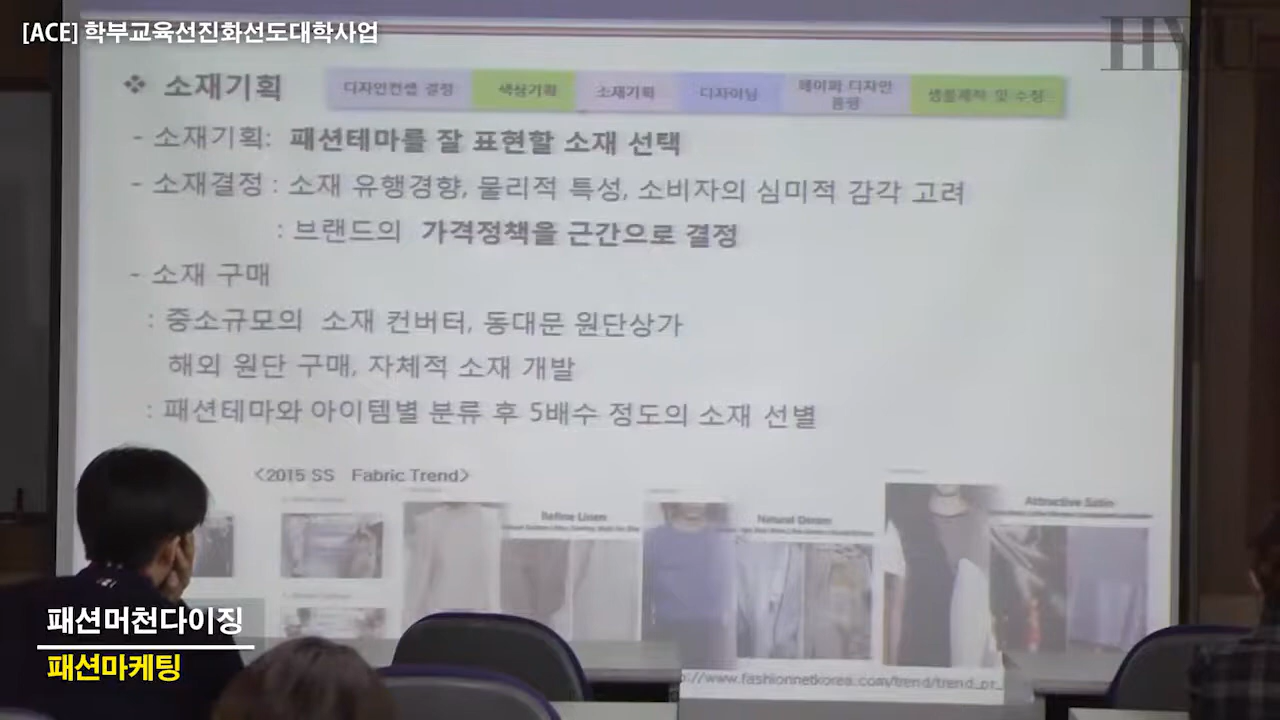 [ACE] 학부교육선진화선도대학사업
HYU
❖ 소재기획
디자인컨셉 결정
색상기획
소재기획
디자이닝
메이퍼 디자인
품평
샘플제작 및 수정
- 소재기획: 패션테마를 잘 표현할 소재 선택
- 소재결정 : 소재 유행경향, 물리적 특성, 소비자의 심미적 감각 고려
: 브랜드의 가격정책을 근간으로 결정
- 소재 구매
: 중소규모의 소재 컨버터, 동대문 원단상가
해외 원단 구매, 자체적 소재 개발
: 패션테마와 아이템별 분류 후 5배수 정도의 소재 선별
<2015 SS Fabric Trend>
Refine Linen
Natural Denim
Attractive Satin
://www.fashionnetkorea.com/trend/trend_pr_
패션머천다이징
패션마케팅